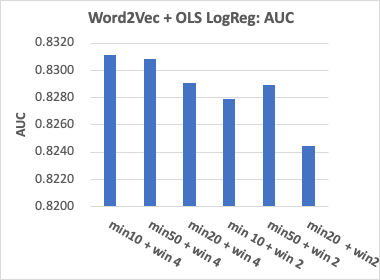 Word2Vec + OLS LogReg: AUC
0.8320
0.8300
0.8280
0.8260
0.8240
0.8220
0.8200
AUC
min10 + win 4
min50 + win 4
min20 + win 4
min 10 + win 2
min50 + win 2
min20 + win2